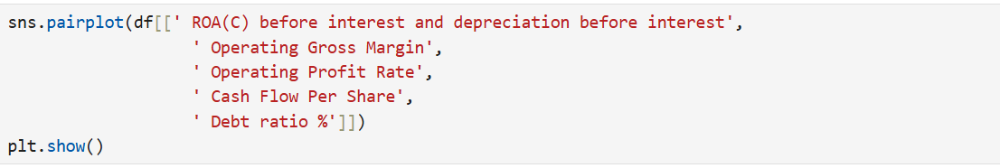 sns.pairplot(df[[' ROA(C) before interest and depreciation before interest',
' Operating Gross Margin',
' Operating Profit Rate',
' Cash Flow Per Share',
' Debt ratio %']])
plt.show()